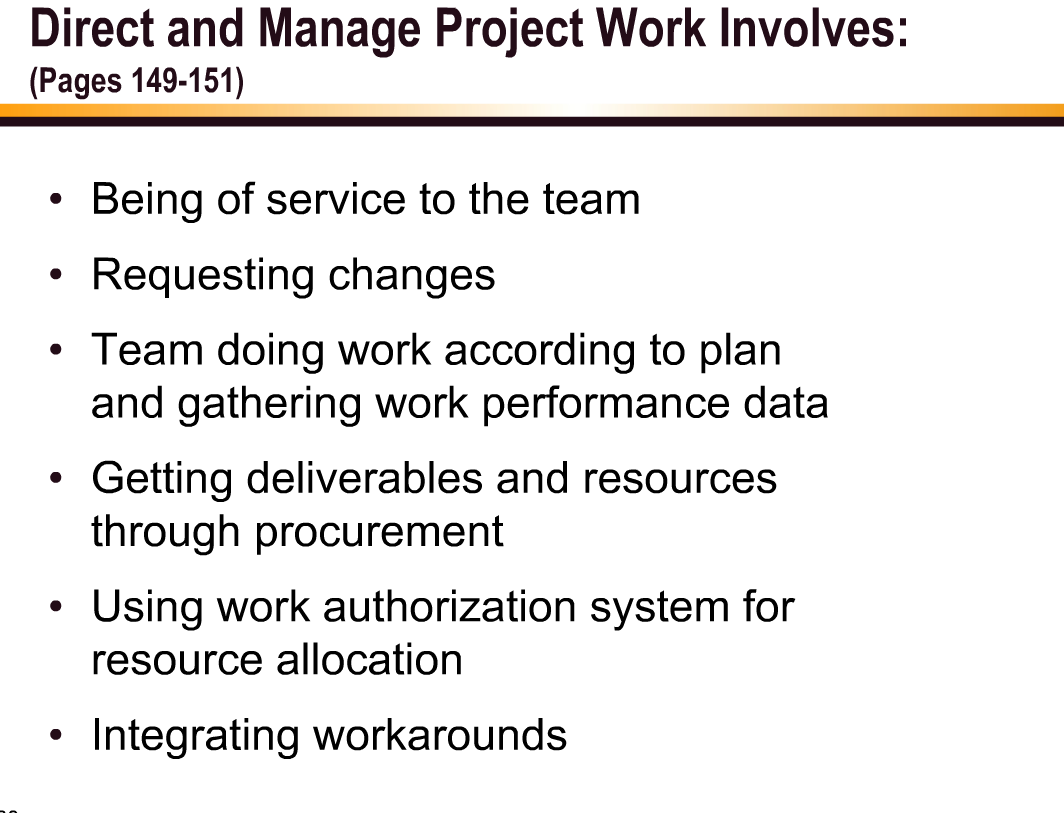 Direct and Manage Project Work Involves:
(Pages 149-151)
• Being of service to the team
• Requesting changes
• Team doing work according to plan
and gathering work performance data
• Getting deliverables and resources
through procurement
• Using work authorization system for
resource allocation
• Integrating workarounds